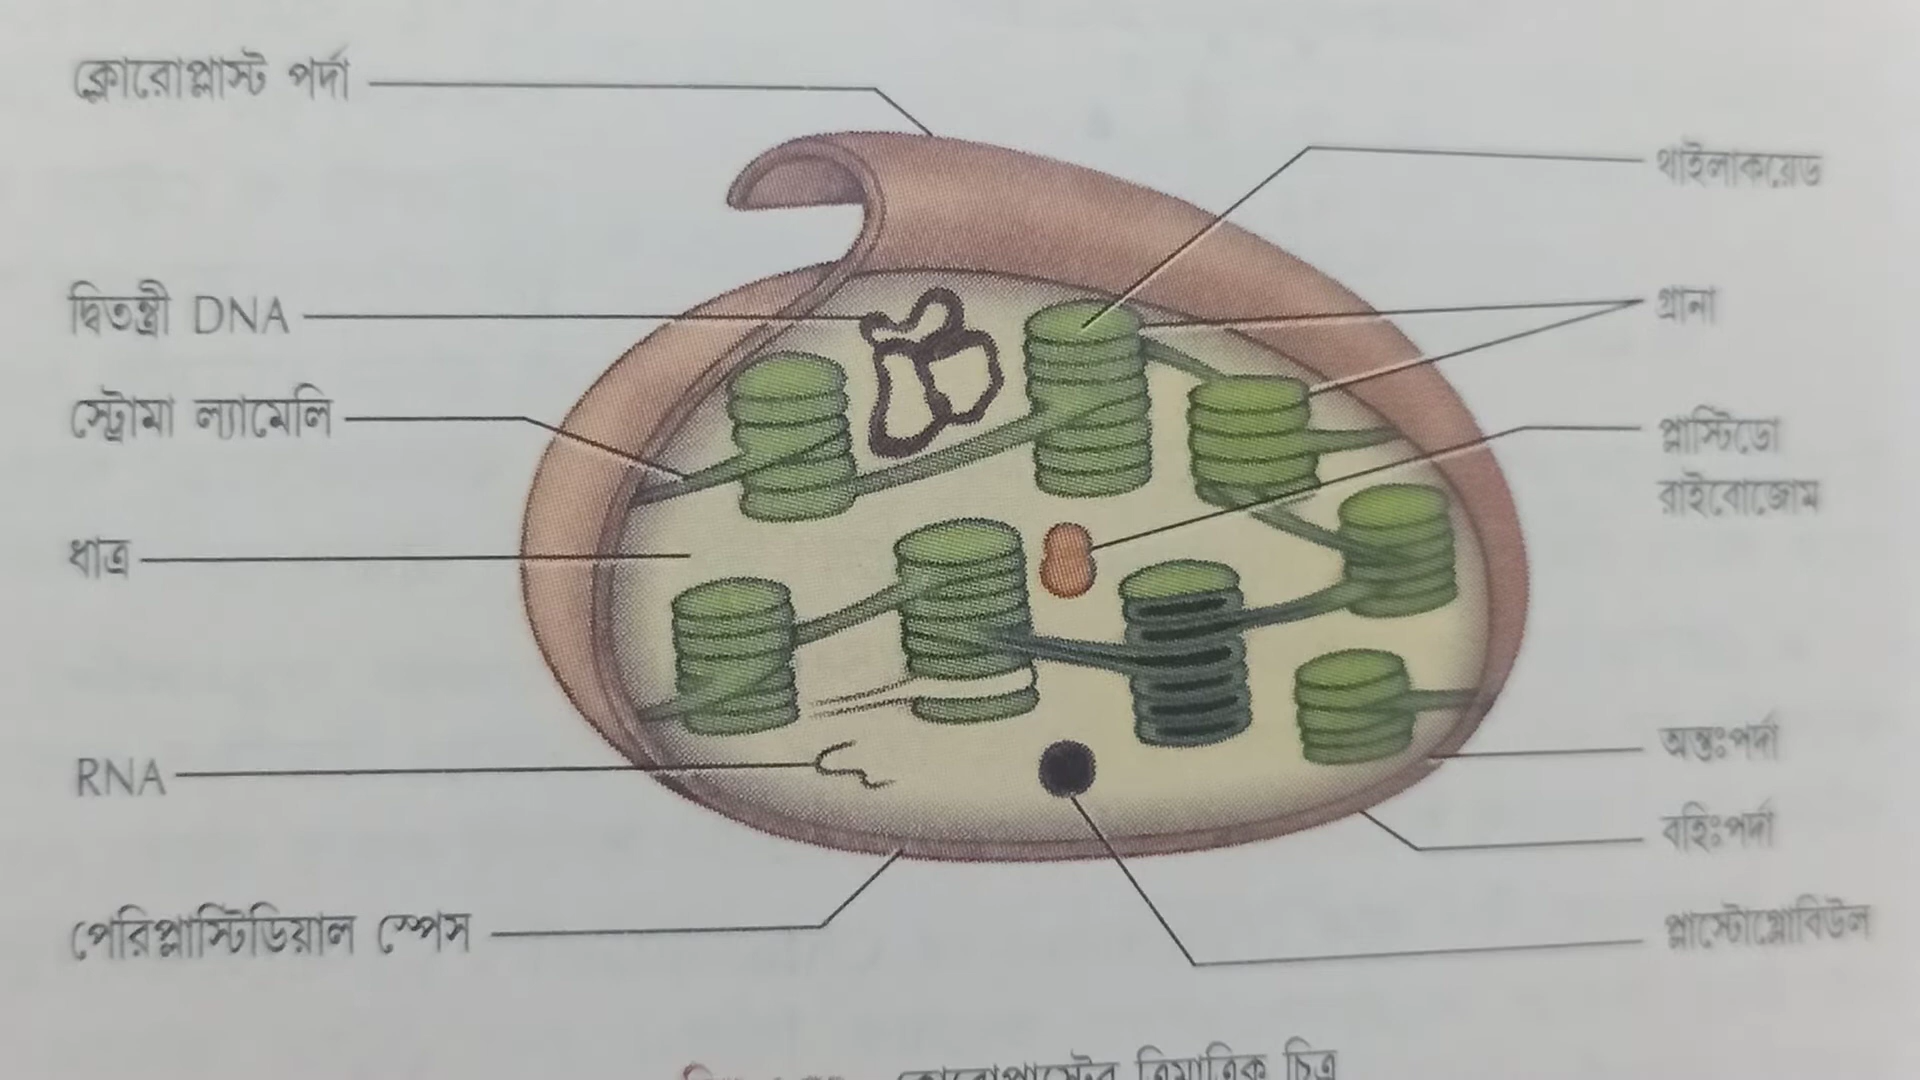 ক্লোরোপ্লাস্ট পর্দা
দ্বিতন্ত্রী DNA
স্ট্রোমা ল্যামেলি
ধাত্র
RNA
পেরিপ্লাস্টিডিয়াল স্পেস
থাইলাকয়েড
গ্রানা
প্লাস্টিডো
রাইবোজোম
অন্তঃপর্দা
বহিঃপর্দা
প্লাস্টোগ্লোবিউল
ক্লোরোপ্লাস্টের ত্রিমাত্রিক চিত্র